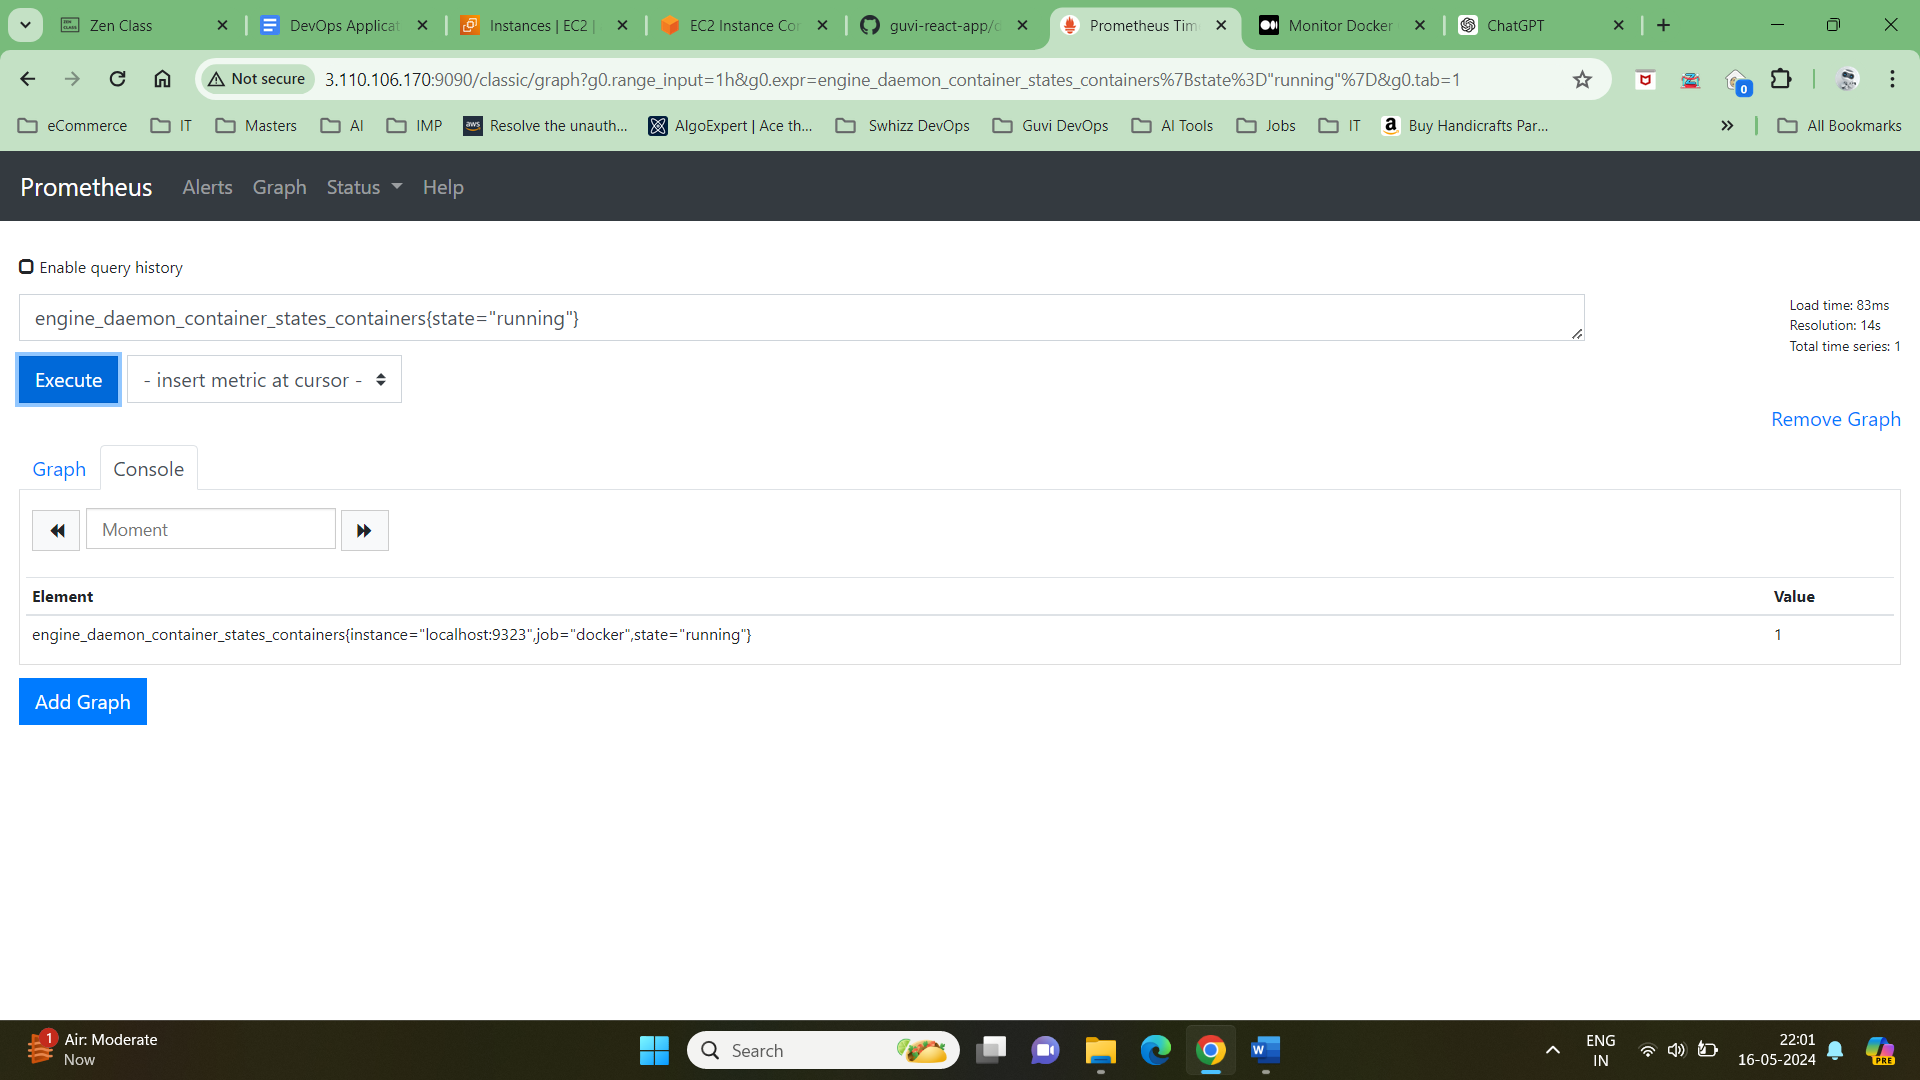 Zen Class
DevOps Applicat
Instances | EC2 |
EC2 Instance Cor
guvi-react-app/d
Prometheus Time
Monitor Docker
ChatGPT
Not secure
3.110.106.170:9090/classic/graph?g0.range_input=1h&g0.expr=engine_daemon_container_states_containers%7Bstate%3D"running"%7D&g0.tab=1
0
eCommerce
IT
Masters
AI
IMP
Resolve the unauth...
AlgoExpert | Ace th...
Swhizz DevOps
Guvi DevOps
AI Tools
Jobs
IT
Buy Handicrafts Par...
All Bookmarks
Prometheus
Alerts
Graph
Status
Help
Enable query history
engine_daemon_container_states_containers{state="running"}
Load time: 83ms
Resolution: 14s
Total time series: 1
Execute
- insert metric at cursor -
Remove Graph
Graph
Console
Moment
Element
Value
engine_daemon_container_states_containers{instance="localhost:9323",job="docker",state="running"}
1
Add Graph
1
Air: Moderate
Now
Search
ENG
IN
22:01
16-05-2024
PRE